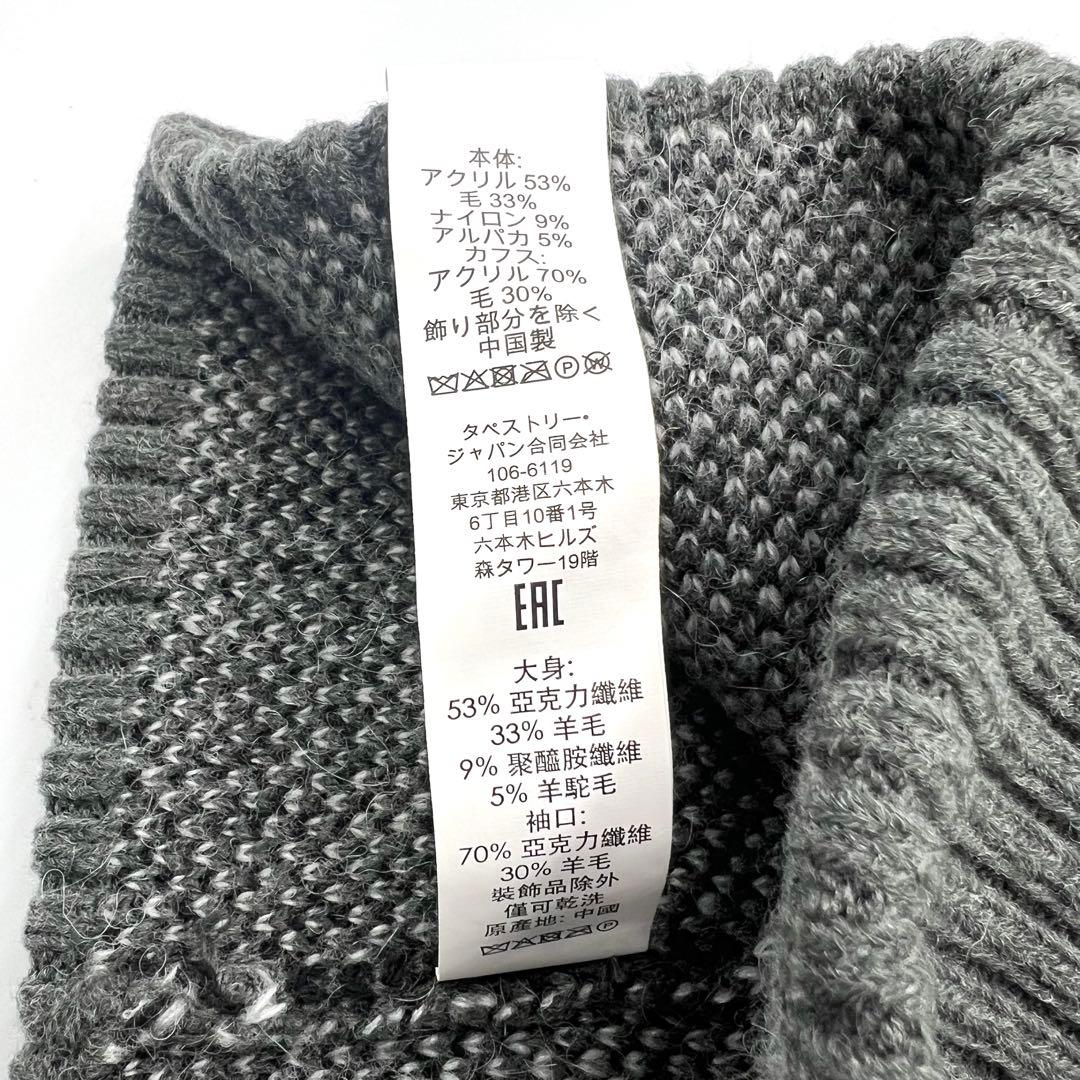 本体:
アクリル 53%
毛 33%
ナイロン 9%
アルパカ 5%
カフス:
アクリル 70%
毛 30%
飾り部分を除く
中国製
P W
タペストリー・
ジャパン合同会社
106-6119
東京都港区六本木
6丁目10番1号
六本木ヒルズ
森タワー19階
EAC
大身:
53% 亞克力纖維
33% 羊毛
9% 聚醯胺纖維
5% 羊駝毛
袖口:
70% 亞克力纖維
30% 羊毛
裝飾品除外
僅可乾洗
原產地: 中國
P